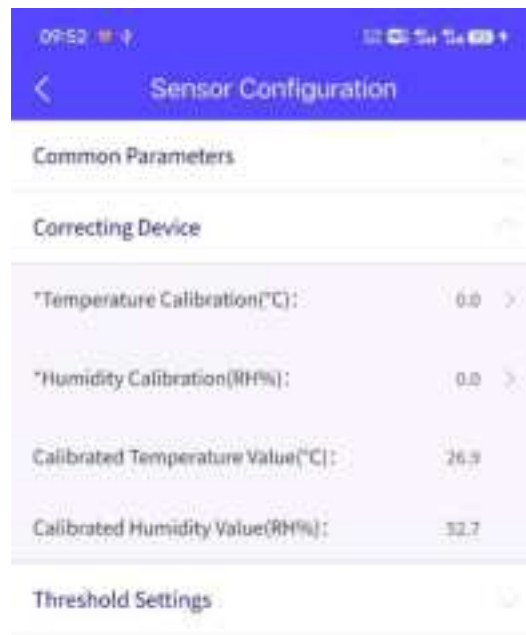 09:52
Sensor Configuration
Common Parameters
Correcting Device
*Temperature Calibration(°C): 0.0
*Humidity Calibration(RH%): 0.0
Calibrated Temperature Value(°C): 26.9
Calibrated Humidity Value(RH%): 52.7
Threshold Settings